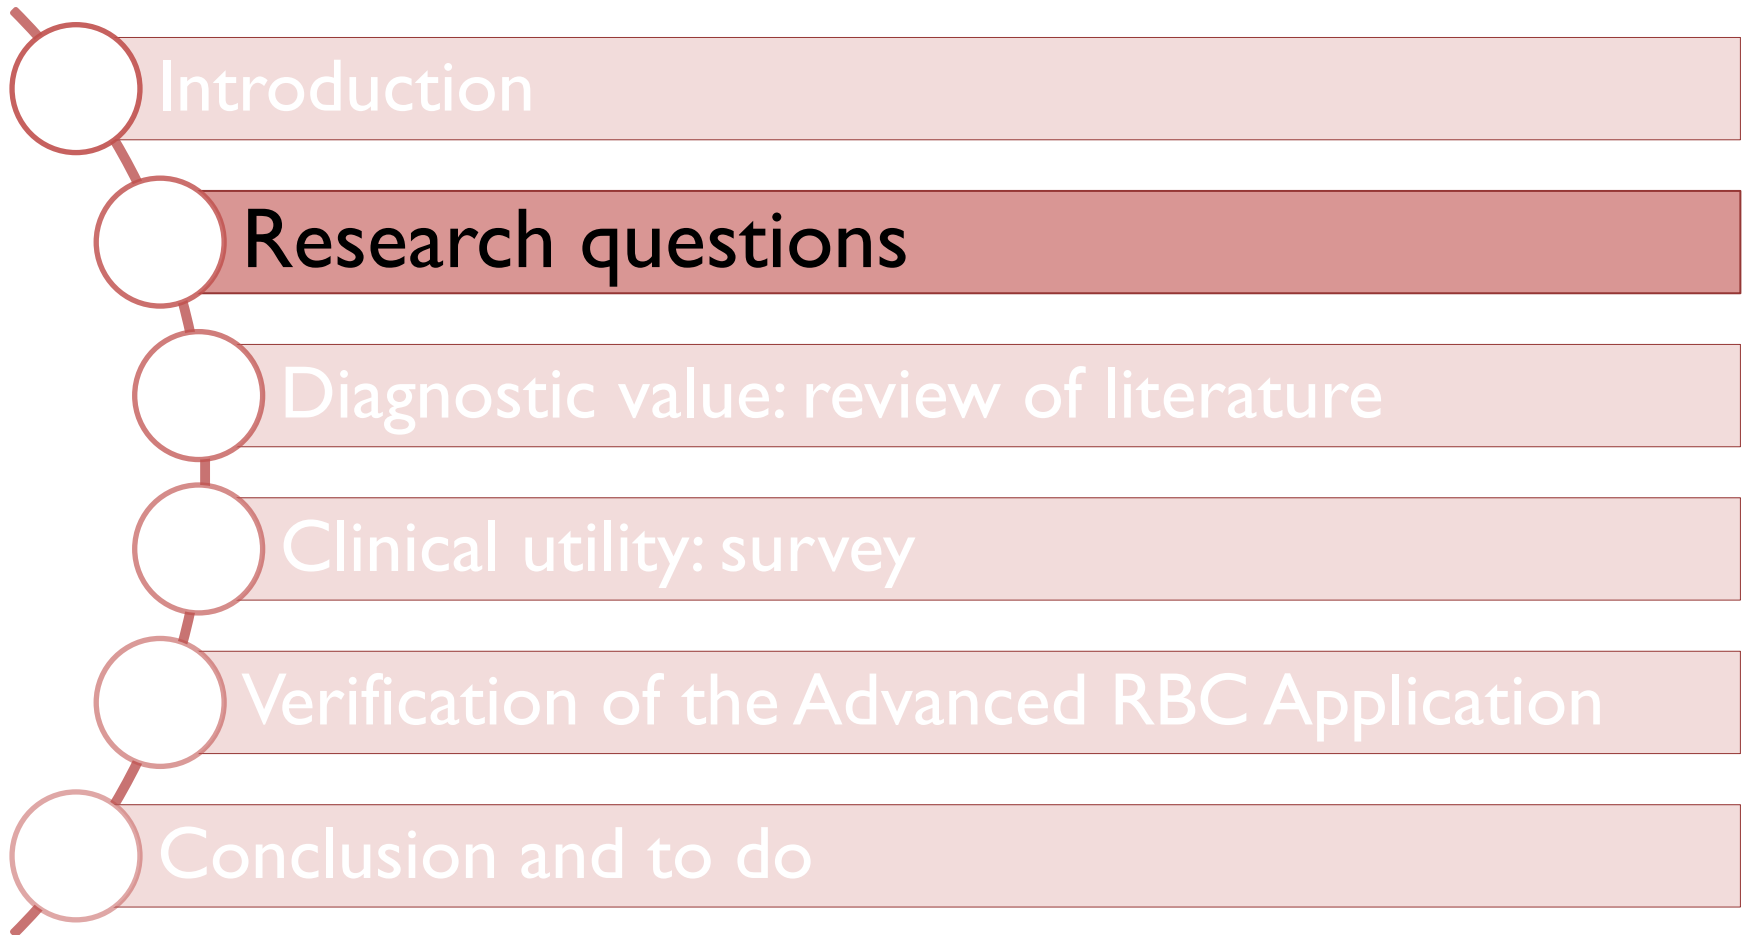 Introduction
Research questions
Diagnostic value: review of literature
Clinical utility: survey
Verification of the Advanced RBC Application
Conclusion and to do